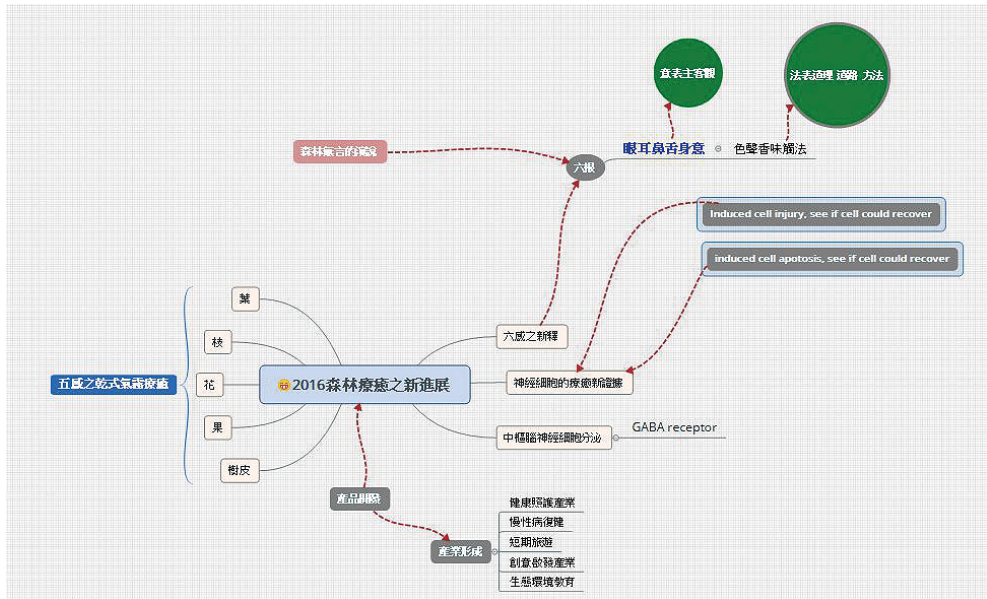 意表主客觀
法表道理 道路 方法
森林無言的演說
六根
眼耳鼻舌身意
色聲香味觸法
Induced cell injury, see if cell could recover
induced cell apotosis, see if cell could recover
葉
枝
花
果
樹皮
五感之乾式氣霧療癒
2016森林療癒之新進展
六感之新釋
神經細胞的療癒新證據
中樞腦神經細胞分泌
GABA receptor
產品開發
產業形成
健康照護產業
慢性病復健
短期旅遊
創意啟發產業
生態環境教育